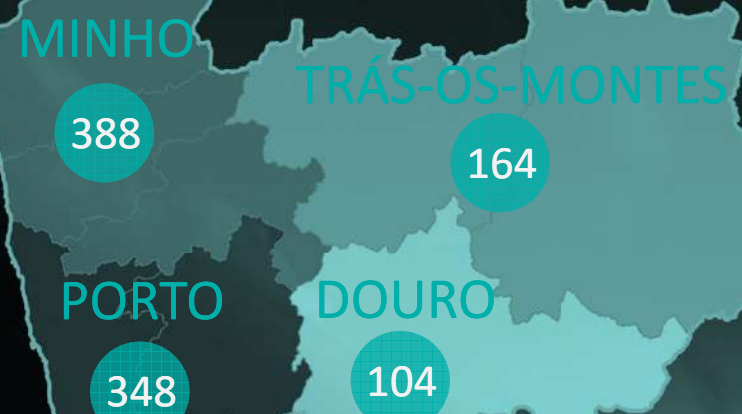 MINHO
388
TRÁS-OS-MONTES
164
PORTO
348
DOURO
104